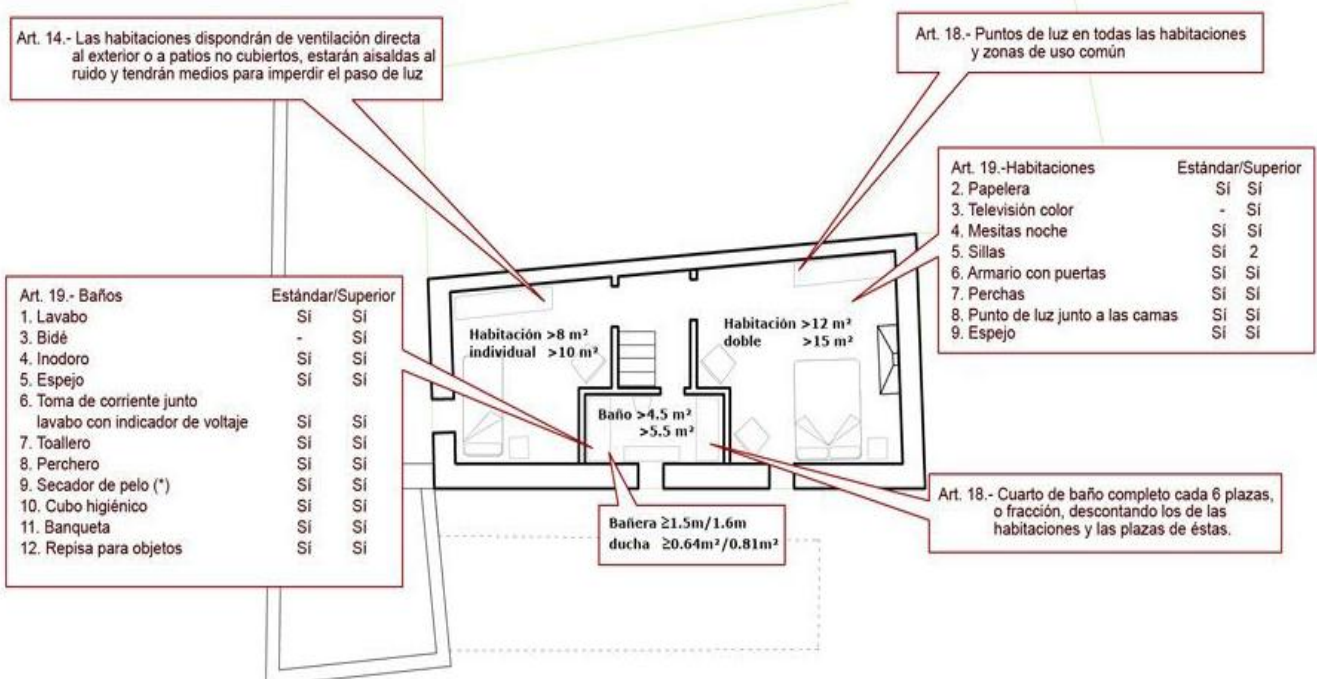 Art. 14.- Las habitaciones dispondrán de ventilación directa
al exterior o a patios no cubiertos, estarán aisaldas al
ruido y tendrán medios para imperdir el paso de luz
Art. 18.- Puntos de luz en todas las habitaciones
y zonas de uso común
Art. 19.-Habitaciones Estándar/Superior
2. Papelera Sí Sí
3. Televisión color - Sí
4. Mesitas noche Sí Sí
5. Sillas Sí 2
6. Armario con puertas Sí Sí
7. Perchas Sí Sí
8. Punto de luz junto a las camas Sí Sí
9. Espejo Sí Sí
Art. 19.- Baños Estándar/Superior
1. Lavabo Sí Sí
3. Bidé - Sí
4. Inodoro Sí Sí
5. Espejo Sí Sí
6. Toma de corriente junto
lavabo con indicador de voltaje Sí Sí
7. Toallero Sí Sí
8. Perchero Sí Sí
9. Secador de pelo (*) Sí Sí
10. Cubo higiénico Sí Sí
11. Banqueta Sí Sí
12. Repisa para objetos Sí Sí
Habitación >8 m²
individual >10 m²
Habitación >12 m²
doble >15 m²
Baño >4.5 m²
>5.5 m²
Bañera ≥1.5m/1.6m
ducha ≥0.64m²/0.81m²
Art. 18.- Cuarto de baño completo cada 6 plazas,
o fracción, descontando los de las
habitaciones y las plazas de éstas.